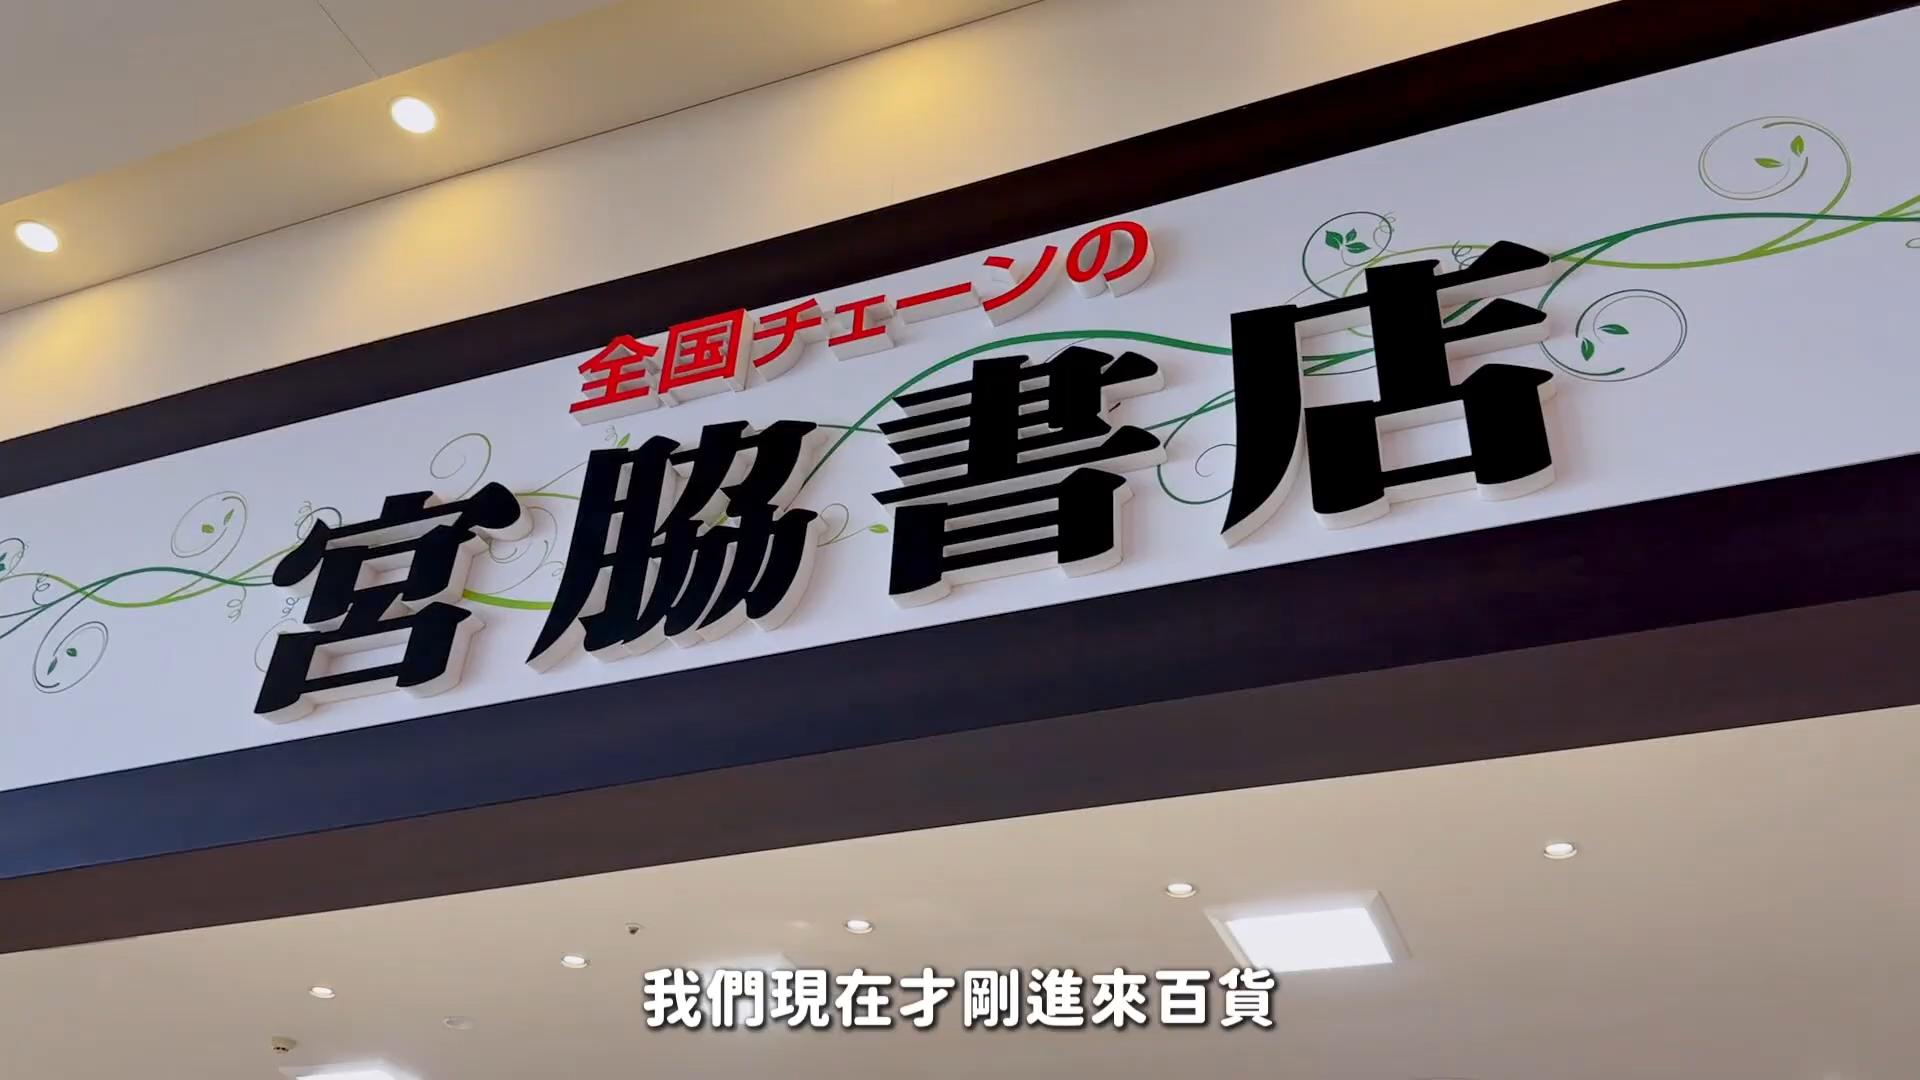 全国チェーンの
宮脇書店
我們現在才剛進來百貨